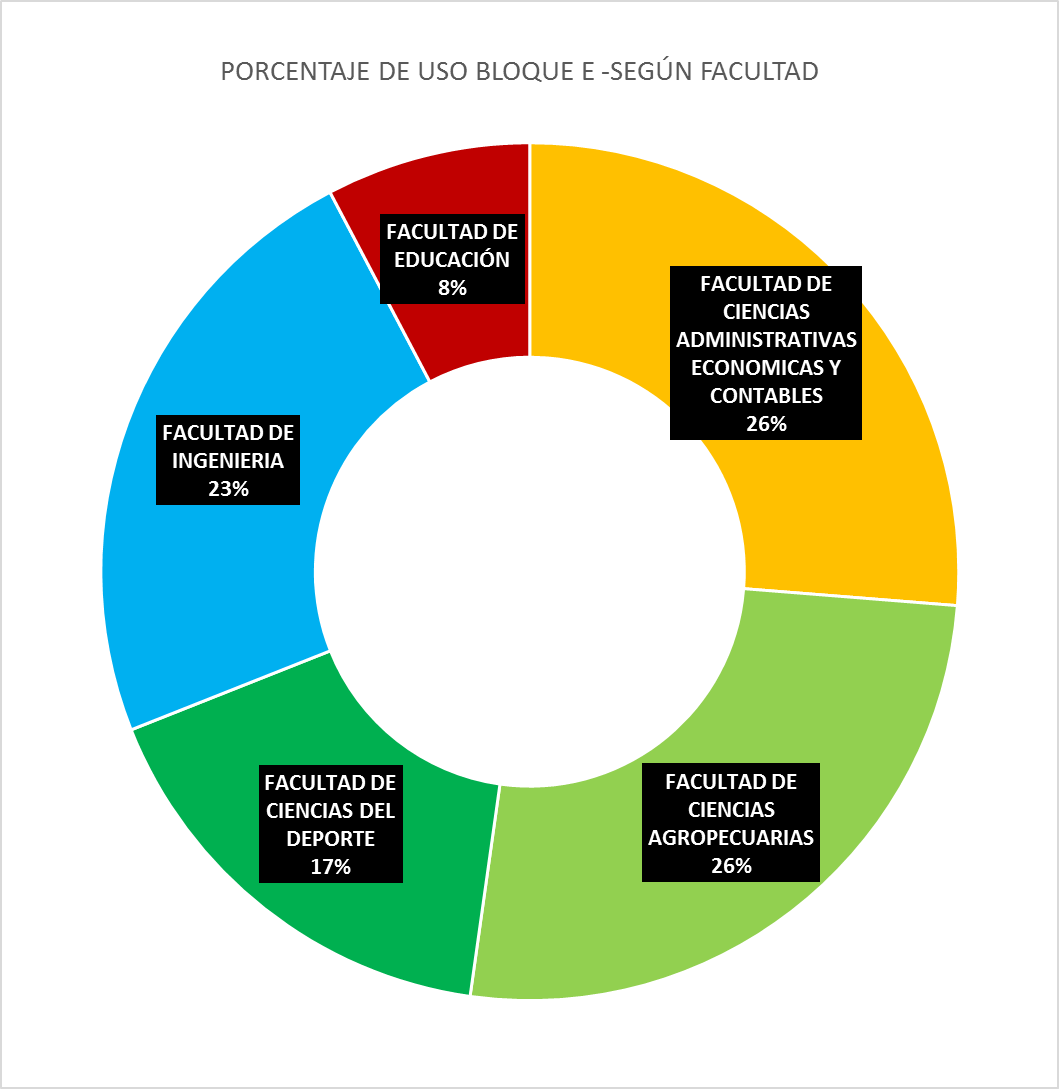 PORCENTAJE DE USO BLOQUE E -SEGÚN FACULTAD
FACULTAD DE
EDUCACIÓN
8%
FACULTAD DE
CIENCIAS
ADMINISTRATIVAS
ECONOMICAS Y
CONTABLES
26%
FACULTAD DE
INGENIERIA
23%
FACULTAD DE
CIENCIAS DEL
DEPORTE
17%
FACULTAD DE
CIENCIAS
AGROPECUARIAS
26%